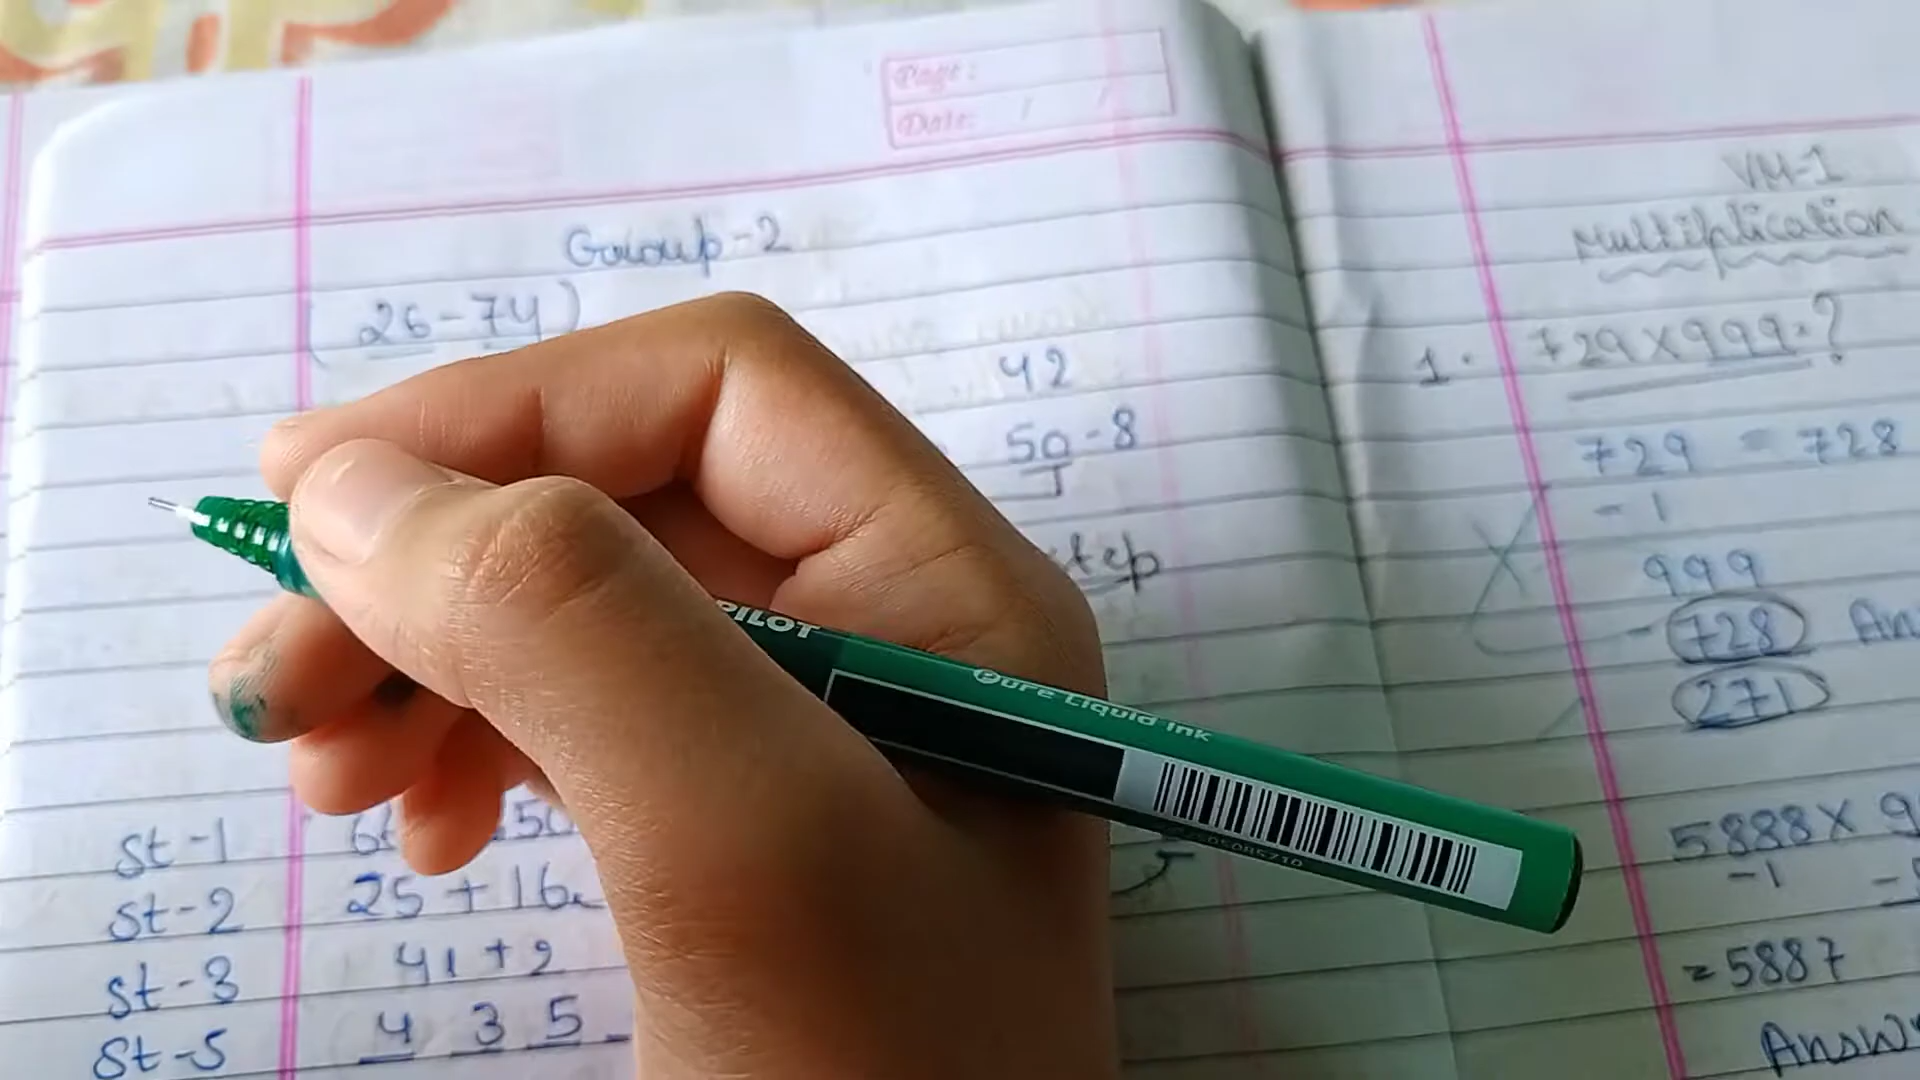 Page:
Date: / /
Group-2
(26-74)
42
50-8
step
St-1
50
St-2 25+16
St-3 41+2
St-5 4 3 5
PILOT
Pure Liquid Ink
VM-1
Multiplication
1. 729×999=?
729 = 728
-1
999
- 728
271
5888×9
-1
=5887